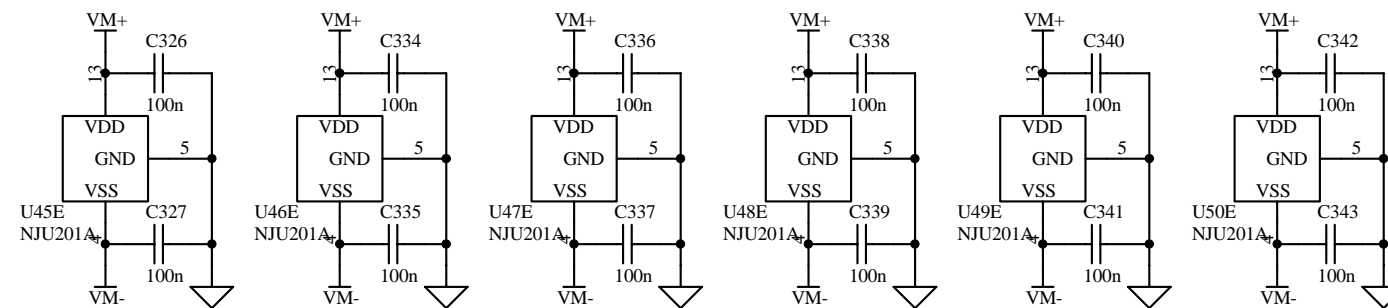 VM+ VM+ VM+ VM+ VM+ VM+
C326 C334 C336 C338 C340 C342
13 13 13 13 13 13
100n 100n 100n 100n 100n 100n
VDD VDD VDD VDD VDD VDD
GND 5 GND 5 GND 5 GND 5 GND 5 GND 5
VSS VSS VSS VSS VSS VSS
U45E C327 U46E C335 U47E C337 U48E C339 U49E C341 U50E C343
NJU201A 4 NJU201A 4 NJU201A 4 NJU201A 4 NJU201A 4 NJU201A 4
100n 100n 100n 100n 100n 100n
VM- VM- VM- VM- VM- VM-